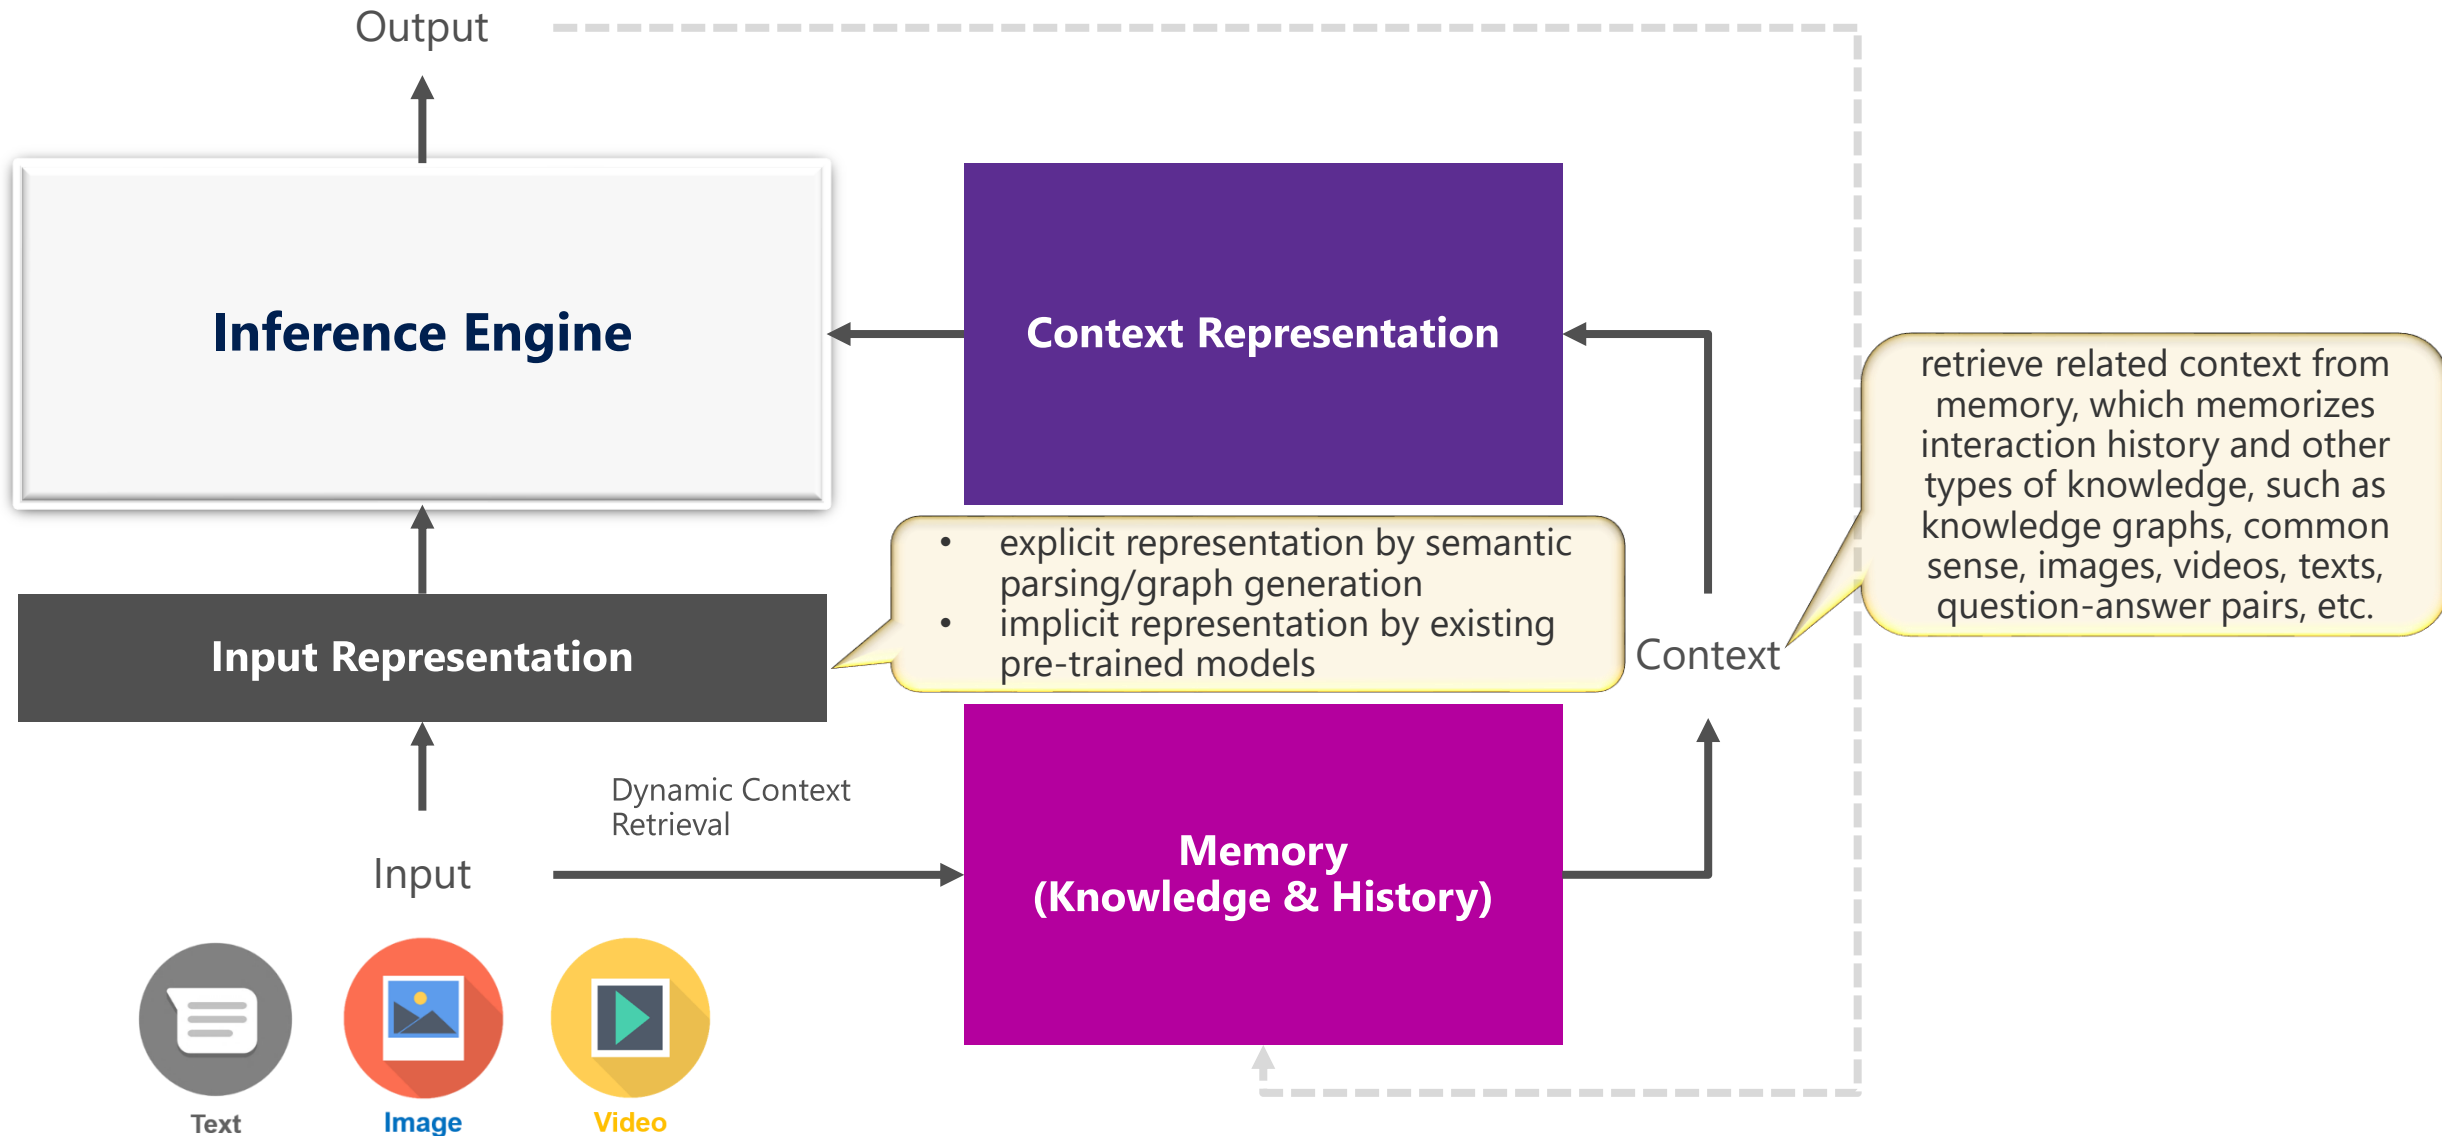 Output
Inference Engine
Context Representation
retrieve related context from
memory, which memorizes
interaction history and other
types of knowledge, such as
knowledge graphs, common
sense, images, videos, texts,
question-answer pairs, etc.
• explicit representation by semantic
parsing/graph generation
• implicit representation by existing
pre-trained models
Input Representation
Context
Dynamic Context
Retrieval
Input
Memory
(Knowledge & History)
Text
Image
Video